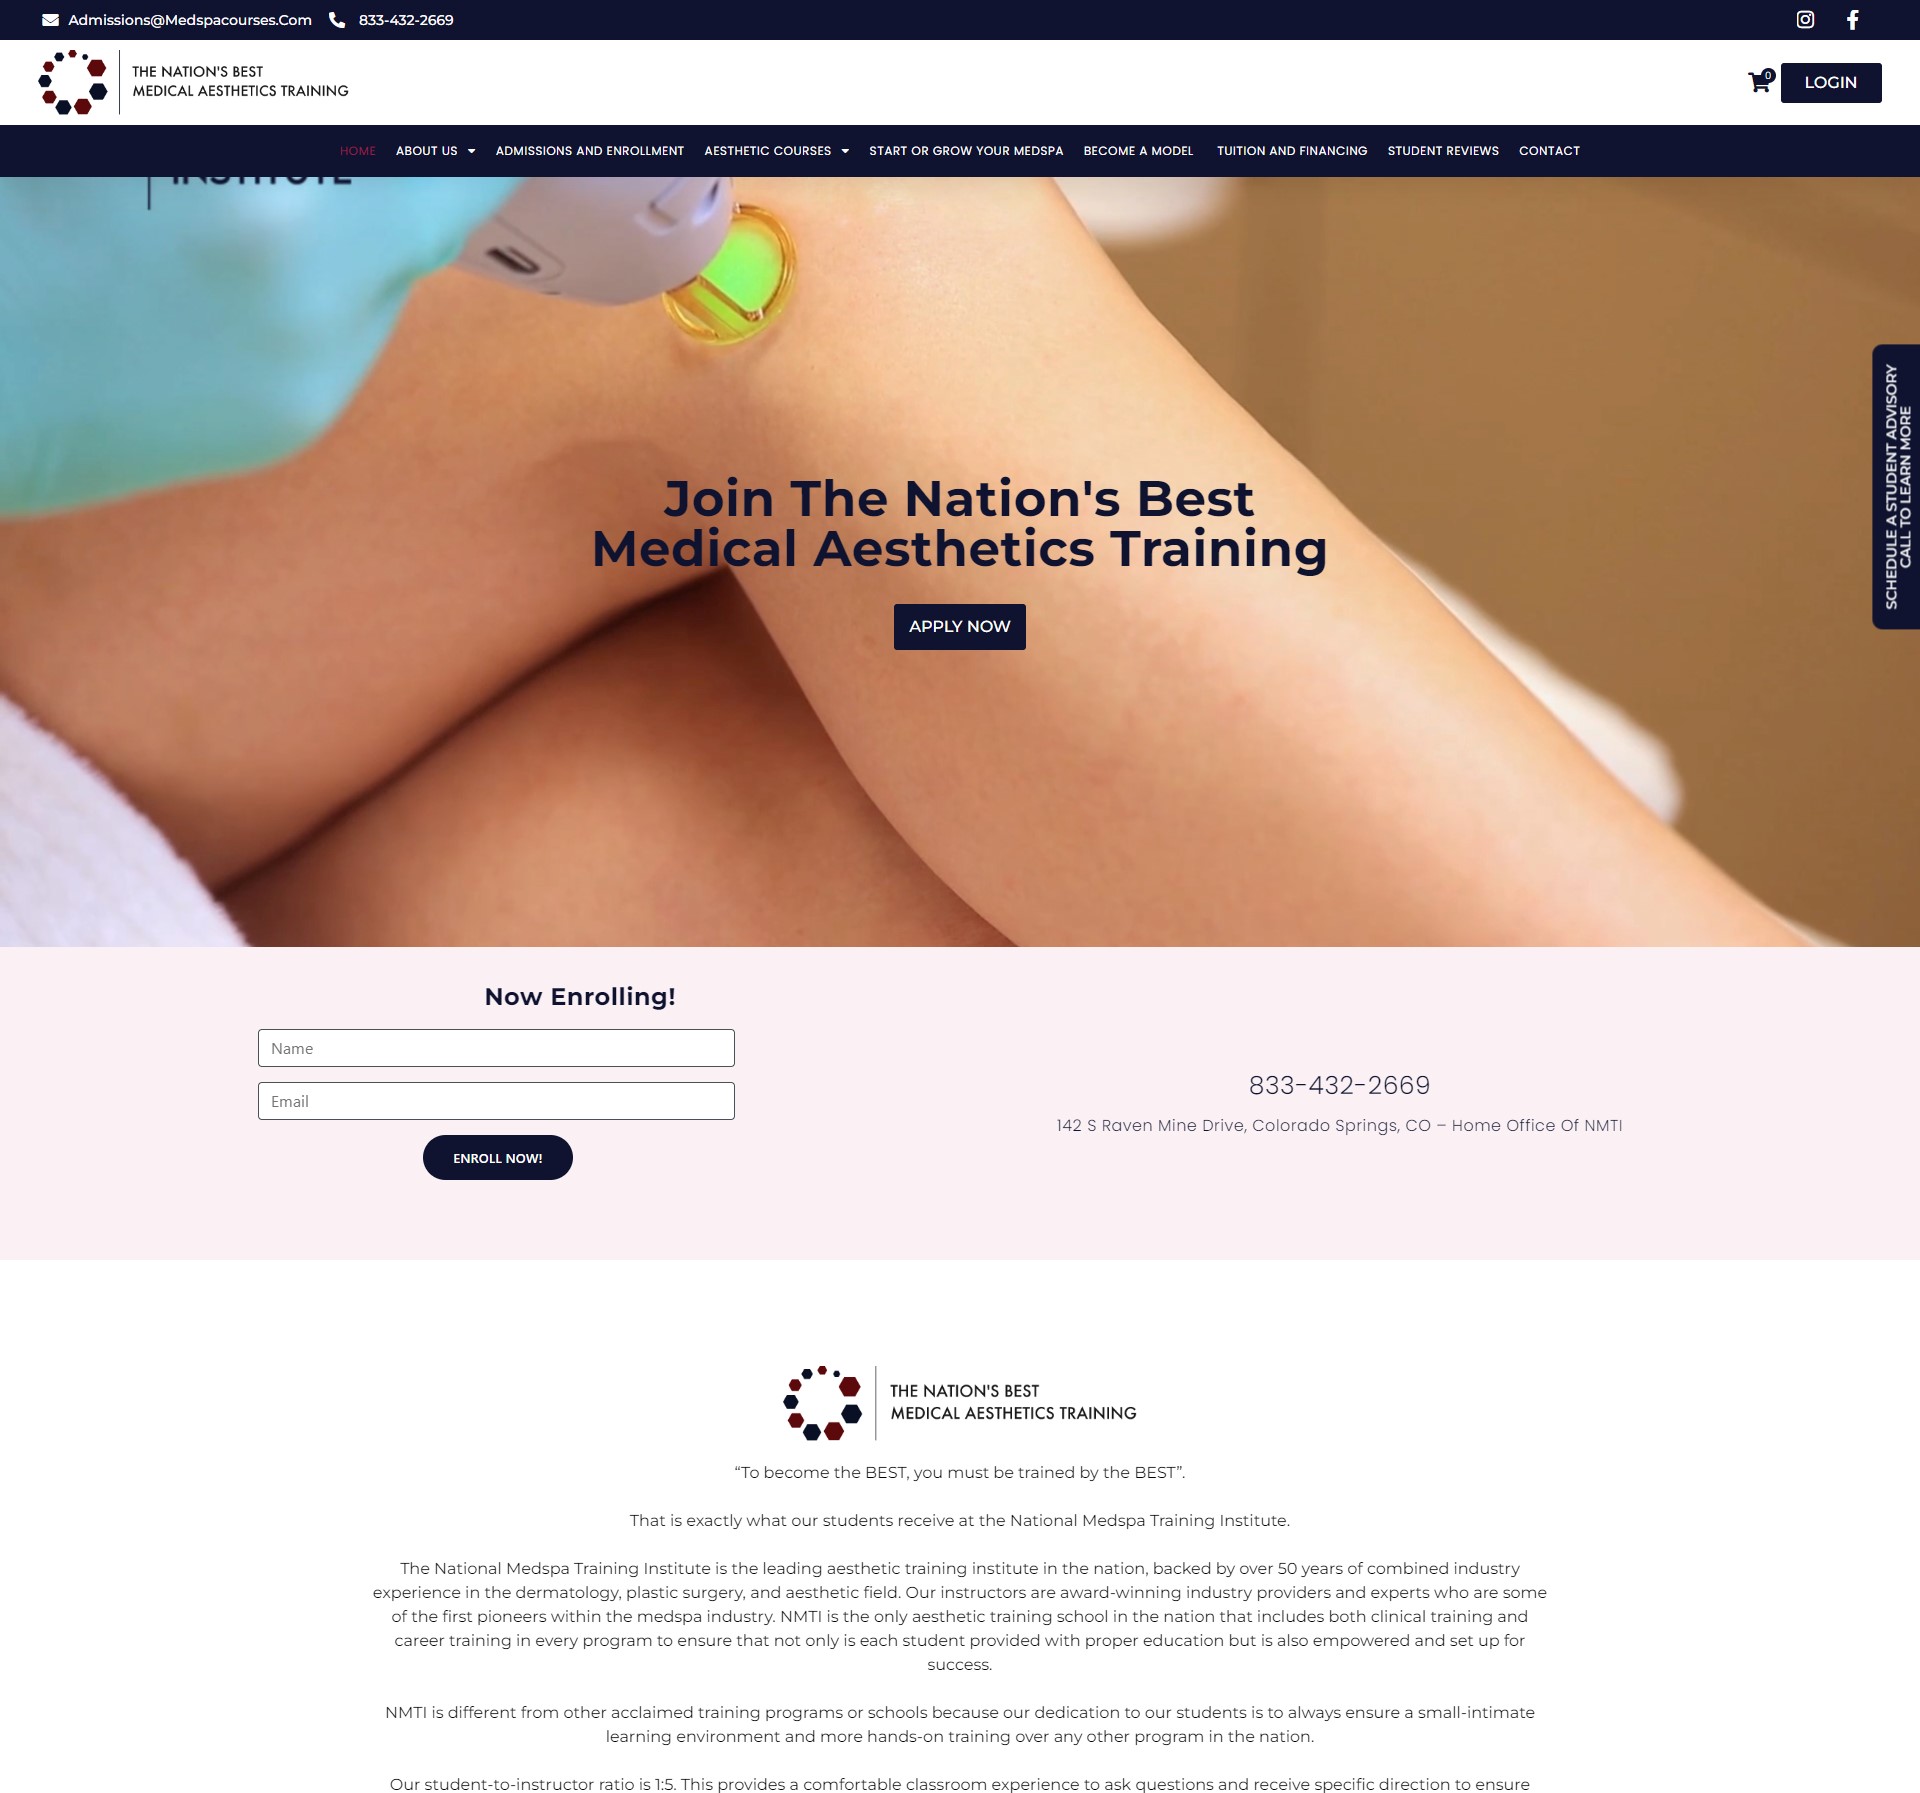 Admissions@Medspacourses.Com 833-432-2669
THE NATION'S BEST
MEDICAL AESTHETICS TRAINING
0
LOGIN
HOME ABOUT US ADMISSIONS AND ENROLLMENT AESTHETIC COURSES START OR GROW YOUR MEDSPA BECOME A MODEL TUITION AND FINANCING STUDENT REVIEWS CONTACT
INSTITUTE
SCHEDULE A STUDENT ADVISORY
CALL TO LEARN MORE
Join The Nation's Best
Medical Aesthetics Training
APPLY NOW
Now Enrolling!
Name
Email
ENROLL NOW!
833-432-2669
142 S Raven Mine Drive, Colorado Springs, CO – Home Office Of NMTI
THE NATION'S BEST
MEDICAL AESTHETICS TRAINING
“To become the BEST, you must be trained by the BEST”.
That is exactly what our students receive at the National Medspa Training Institute.
The National Medspa Training Institute is the leading aesthetic training institute in the nation, backed by over 50 years of combined industry
experience in the dermatology, plastic surgery, and aesthetic field. Our instructors are award-winning industry providers and experts who are some
of the first pioneers within the medspa industry. NMTI is the only aesthetic training school in the nation that includes both clinical training and
career training in every program to ensure that not only is each student provided with proper education but is also empowered and set up for
success.
NMTI is different from other acclaimed training programs or schools because our dedication to our students is to always ensure a small-intimate
learning environment and more hands-on training over any other program in the nation.
Our student-to-instructor ratio is 1:5. This provides a comfortable classroom experience to ask questions and receive specific direction to ensure